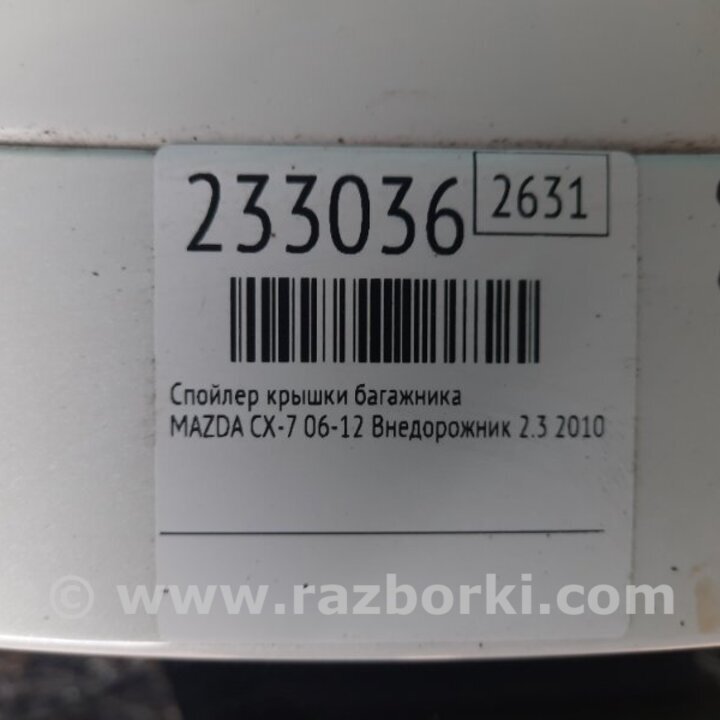 233036
2631
Спойлер крышки багажника
MAZDA CX-7 06-12 Внедорожник 2.3 2010
© www.razborki.com